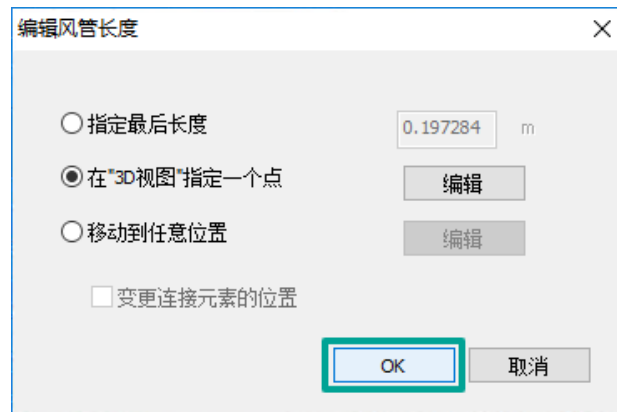 编辑风管长度
指定最后长度 0.197284 m
在"3D视图"指定一个点 编辑
移动到任意位置 编辑
变更连接元素的位置
OK 取消